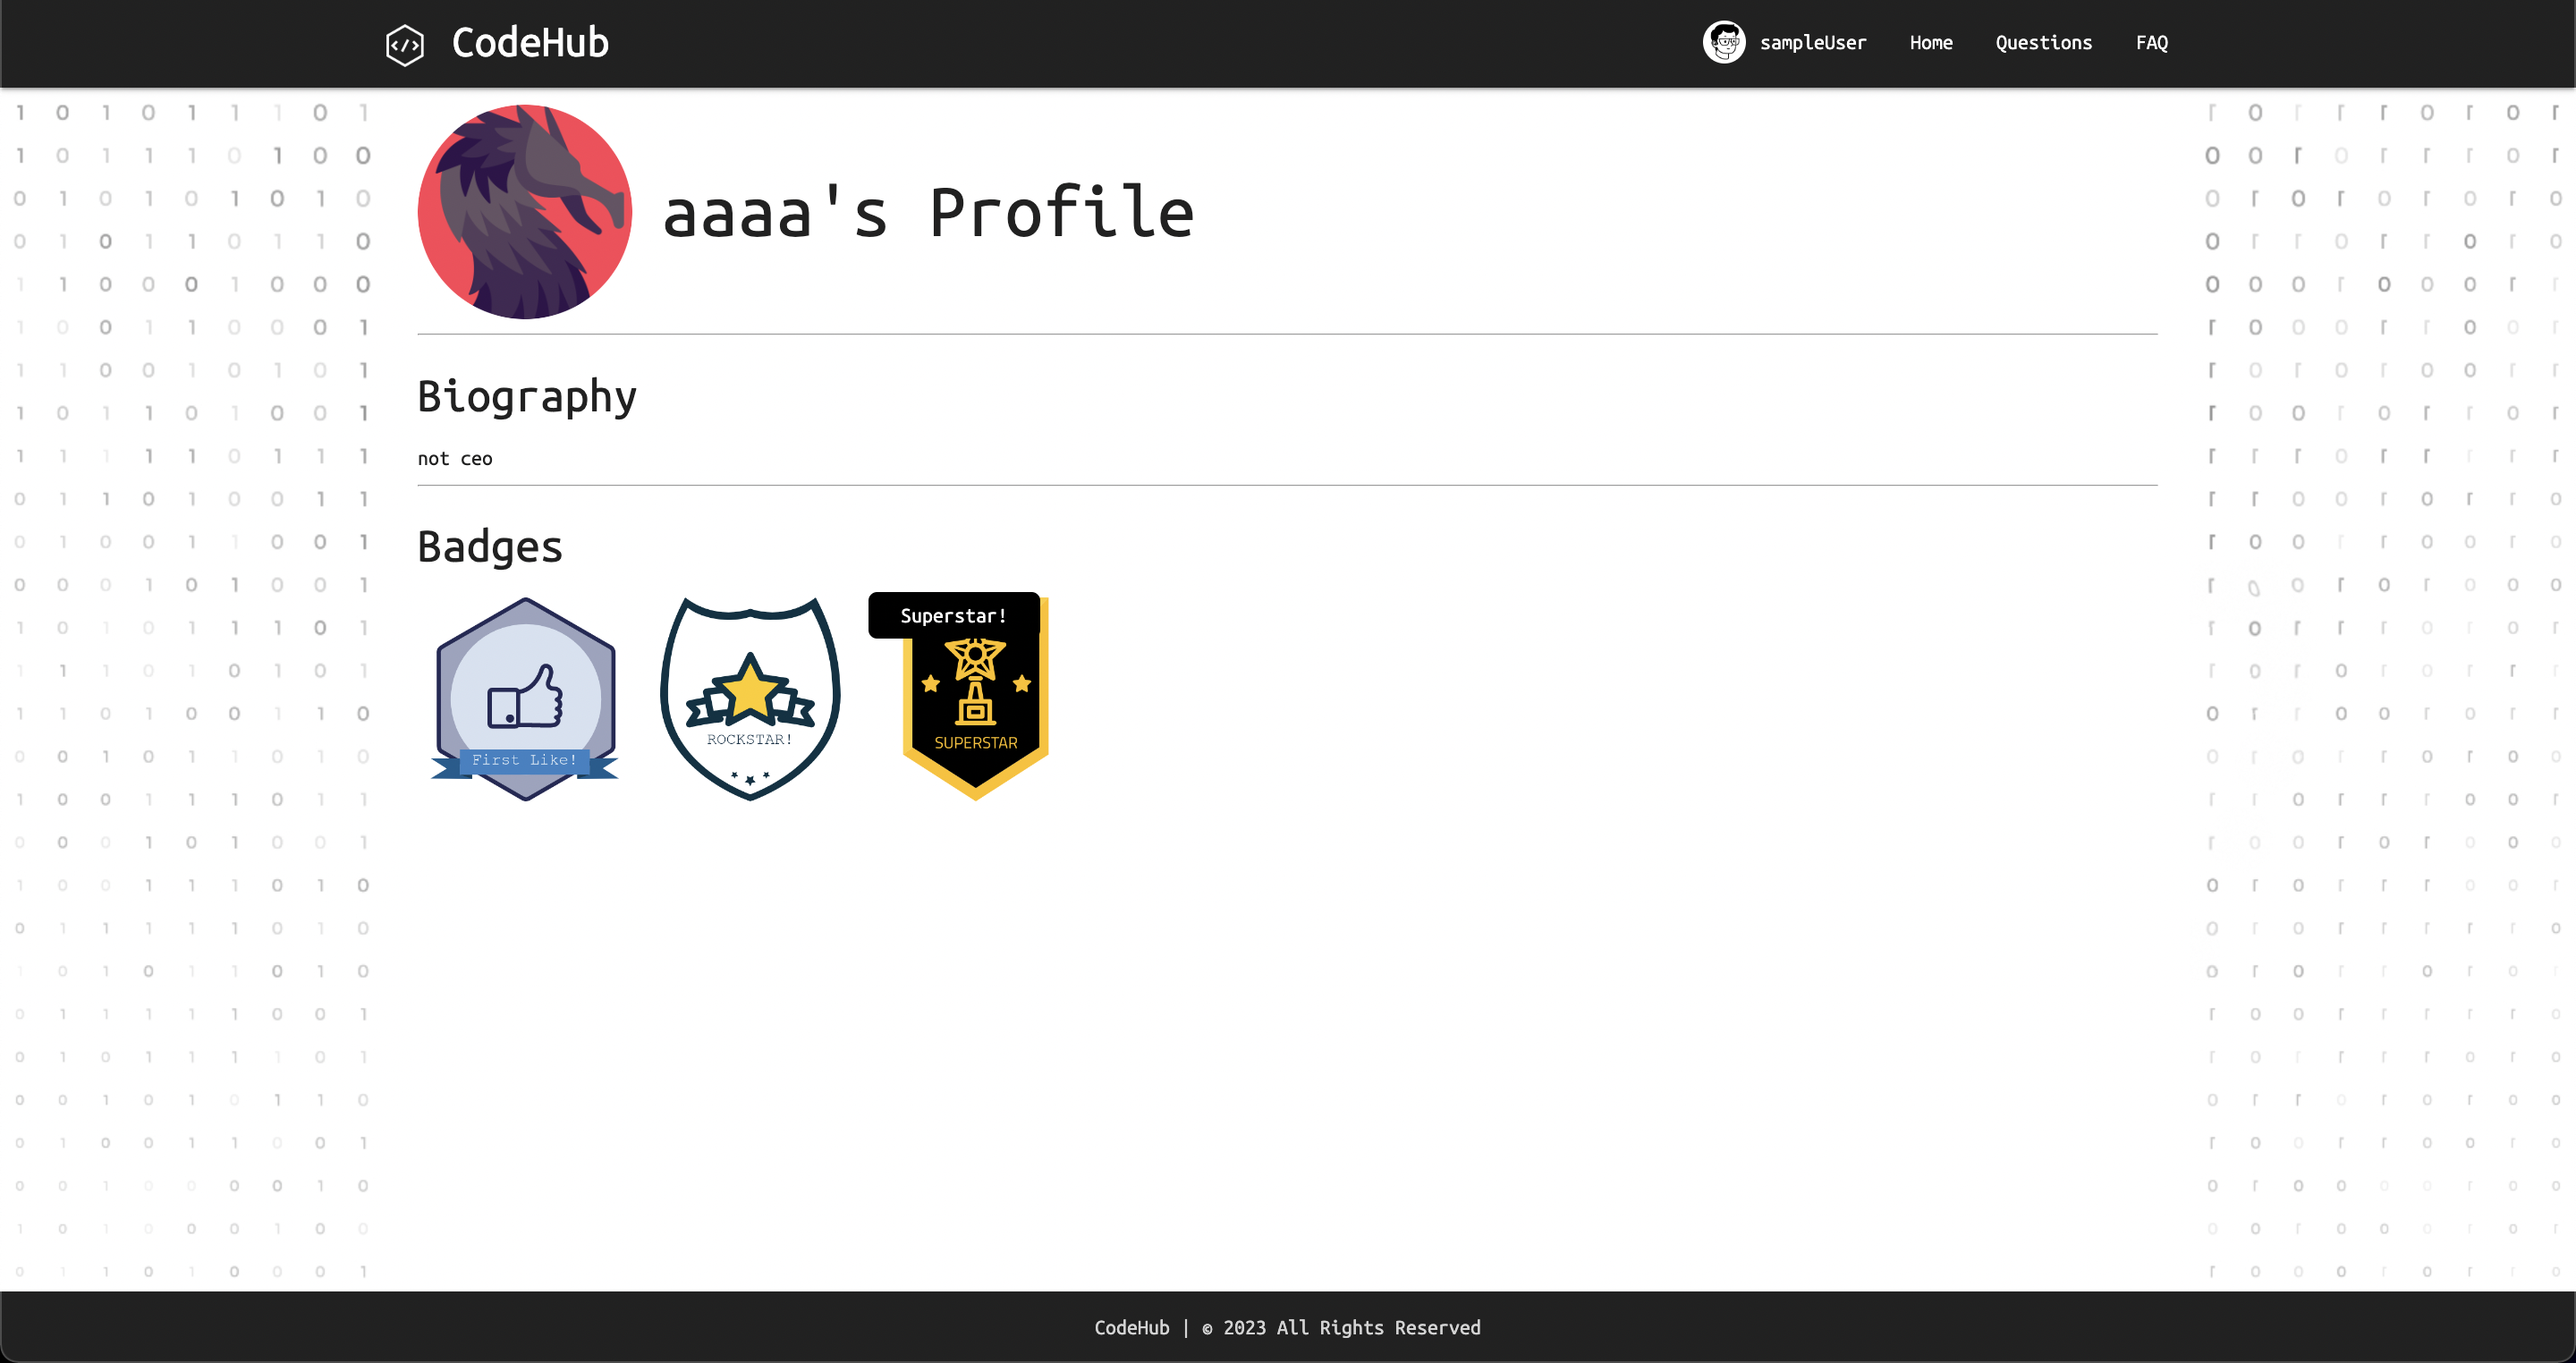 CodeHub
sampleUser Home Questions FAQ
aaaa's Profile
Biography
not ceo
Badges
Superstar!
First Like!
ROCKSTAR!
SUPERSTAR
CodeHub | © 2023 All Rights Reserved